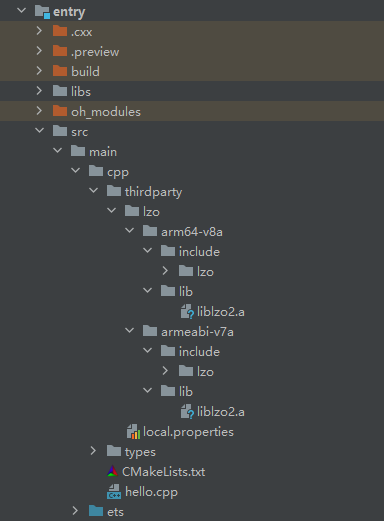 entry
.cxx
.preview
build
libs
oh_modules
src
main
cpp
thirdparty
lzo
arm64-v8a
include
lzo
lib
liblzo2.a
armeabi-v7a
include
lzo
lib
liblzo2.a
local.properties
types
CMakeLists.txt
hello.cpp
ets